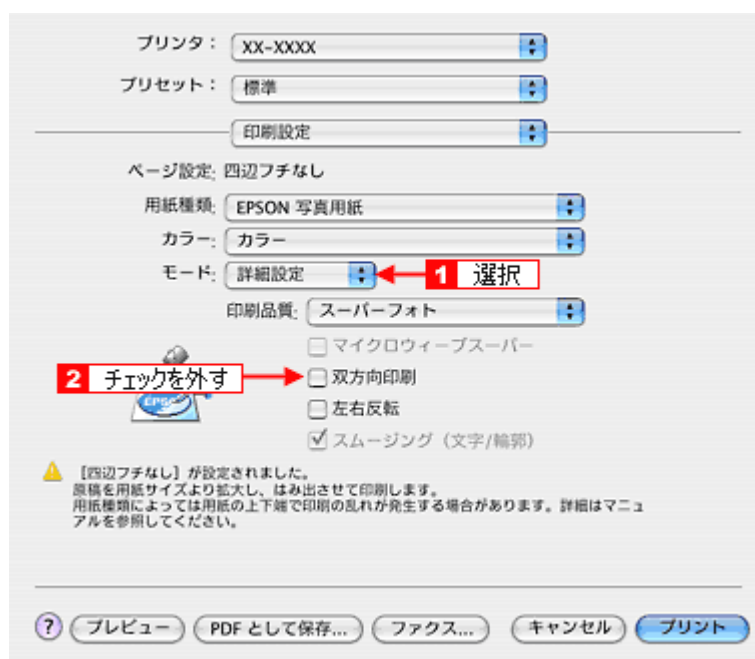 プリンタ： XX-XXXX
プリセット： 標準
印刷設定
ページ設定: 四辺フチなし
用紙種類: EPSON 写真用紙
カラー: カラー
モード: 詳細設定 1 選択
印刷品質: スーパーフォト
マイクロウィーブスーパー
2 チェックを外す 双方向印刷
EPSO
左右反転
スムージング（文字/輪郭）
[四辺フチなし] が設定されました。
原稿を用紙サイズより拡大し、はみ出させて印刷します。
用紙種類によっては用紙の上下端で印刷の乱れが発生する場合があります。詳細はマニュ
アルを参照してください。
? プレビュー PDF として保存... ファクス... キャンセル プリント